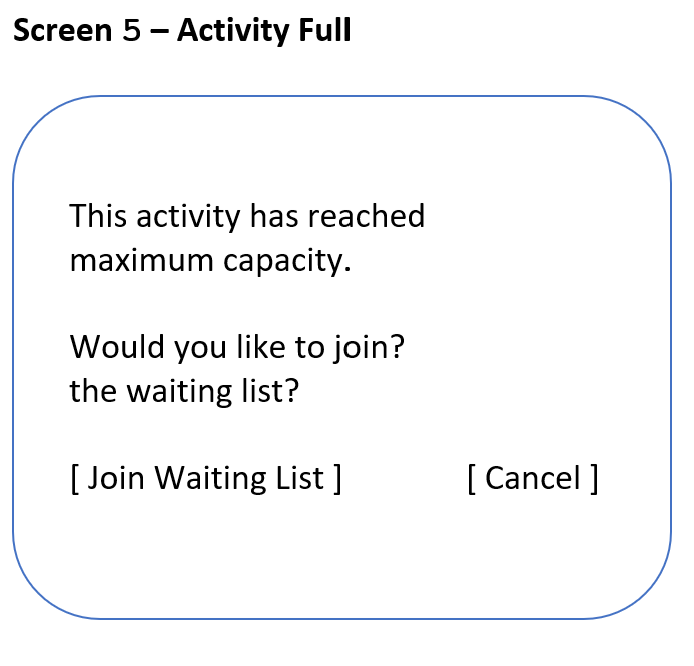 Screen 5 – Activity Full
This activity has reached
maximum capacity.
Would you like to join?
the waiting list?
[ Join Waiting List ] [ Cancel ]